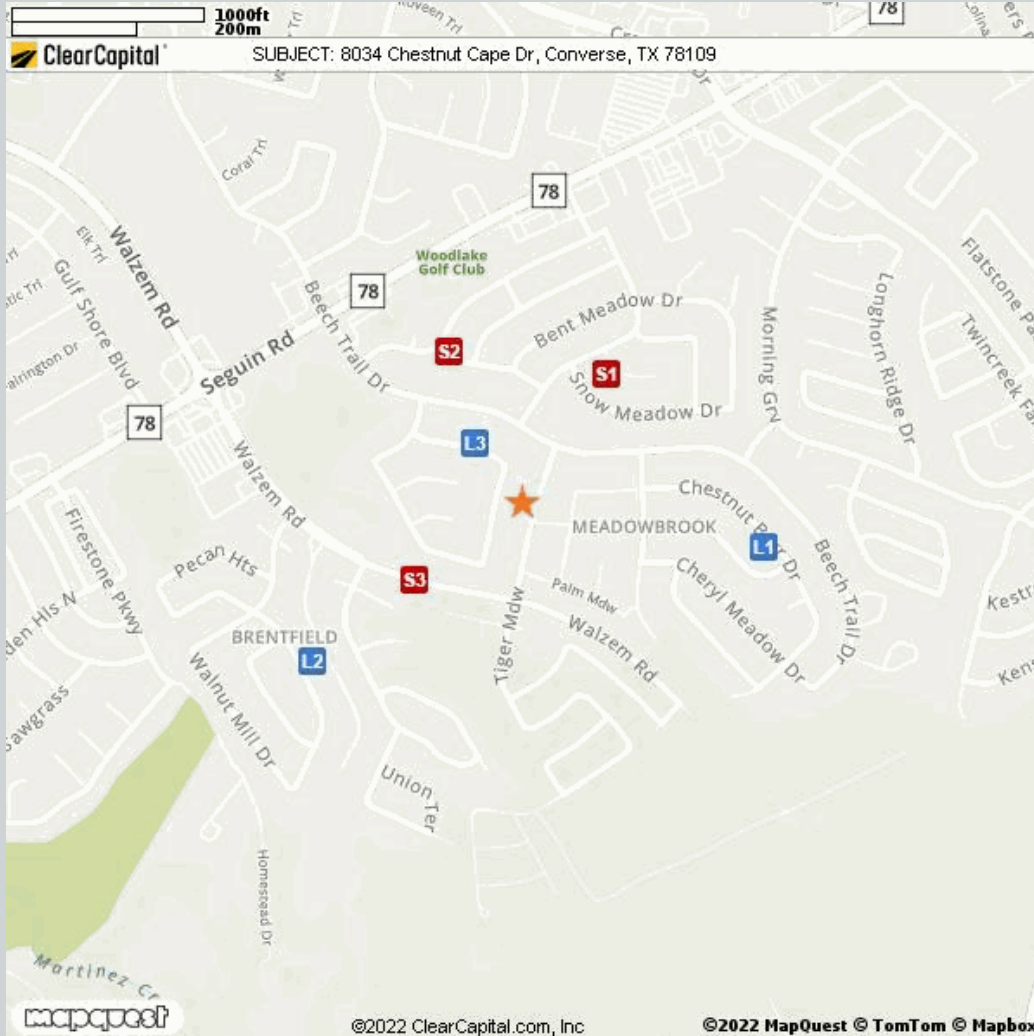 1000ft
200m
78
ClearCapital
SUBJECT: 8034 Chestnut Cape Dr, Converse, TX 78109
Coral Trl
78
Elk Trl
Walzem Rd
Woodlake
Golf Club
Gulf Shore Blvd
78
Beech Trail Dr
Bent Meadow Dr
Morning Grv
Longhorn Ridge Dr
Flatstone
Twincreek
Seguin Rd
S2
S1
Snow Meadow Dr
78
L3
Walzem Rd
Chestnut
Dr
MEADOWBROOK
L1
Firestone Pkwy
Pecan Hts
S3
Palm Mdw
Cheryl Meadow Dr
Beech Trail Dr
Tiger Mdw
Walzem Rd
BRENTFIELD
L2
Walnut Mill Dr
Union Ter
Homestead Dr
Martinez Cr
mapquest
©2022 ClearCapital.com, Inc
©2022 MapQuest © TomTom © Mapbox